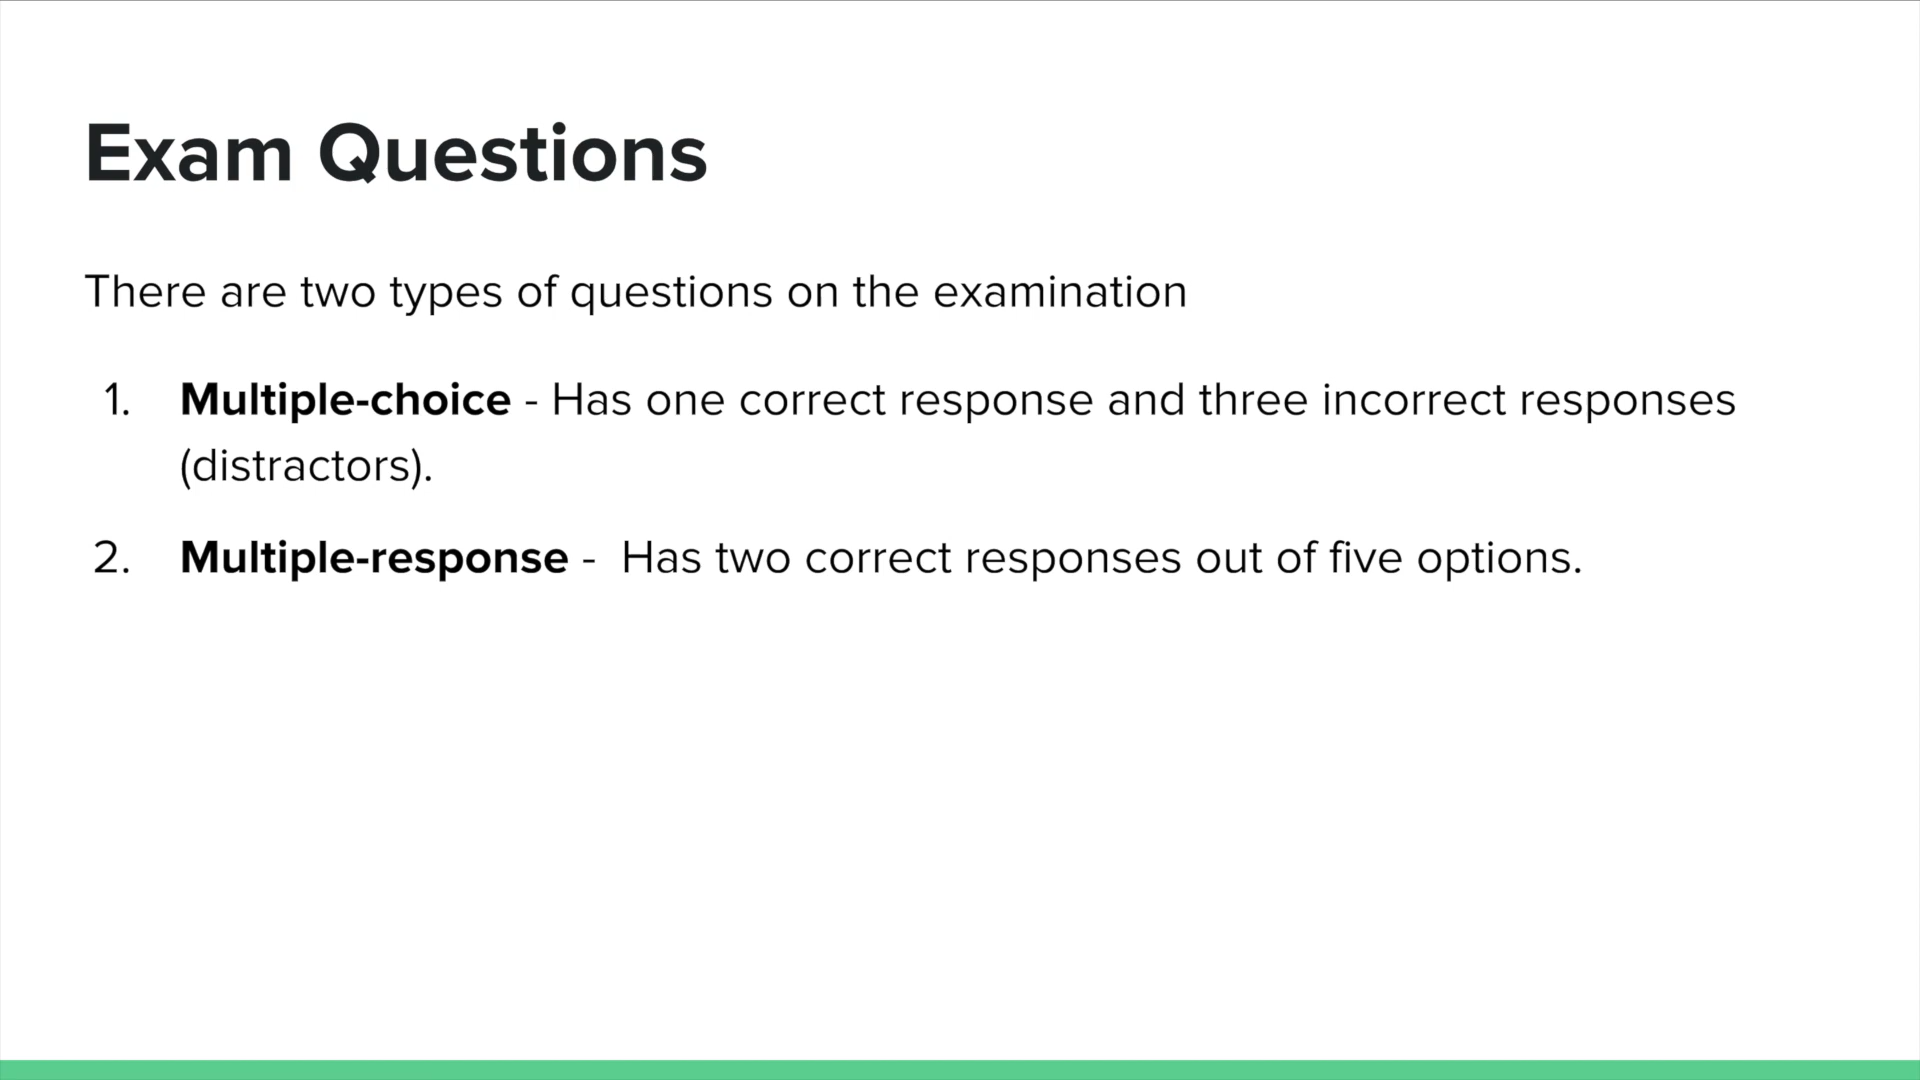 Exam Questions
There are two types of questions on the examination
1. Multiple-choice - Has one correct response and three incorrect responses
(distractors).
2. Multiple-response -  Has two correct responses out of five options.